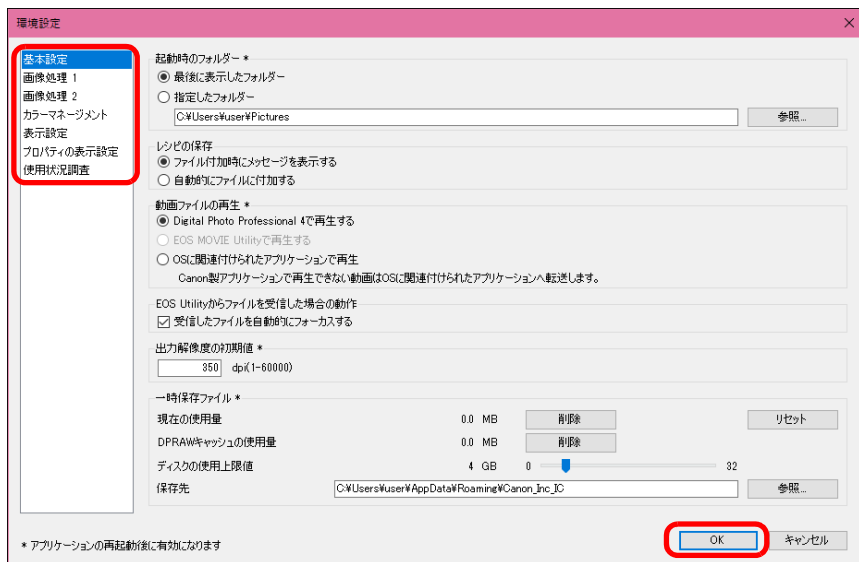 環境設定
基本設定
画像処理 1
画像処理 2
カラーマネージメント
表示設定
プロパティの表示設定
使用状況調査
起動時のフォルダー *
最後に表示したフォルダー
指定したフォルダー
C:¥Users¥user¥Pictures 参照...
レシピの保存
ファイル付加時にメッセージを表示する
自動的にファイルに付加する
動画ファイルの再生 *
Digital Photo Professional 4で再生する
EOS MOVIE Utilityで再生する
OSに関連付けられたアプリケーションで再生
Canon製アプリケーションで再生できない動画はOSに関連付けられたアプリケーションへ転送します。
EOS Utilityからファイルを受信した場合の動作
受信したファイルを自動的にフォーカスする
出力解像度の初期値 *
350 dpi(1-60000)
一時保存ファイル *
現在の使用量 0.0 MB 削除 リセット
DPRAWキャッシュの使用量 0.0 MB 削除
ディスクの使用上限値 4 GB 0 32
保存先 C:¥Users¥user¥AppData¥Roaming¥Canon_Inc_IC 参照...
* アプリケーションの再起動後に有効になります OK キャンセル